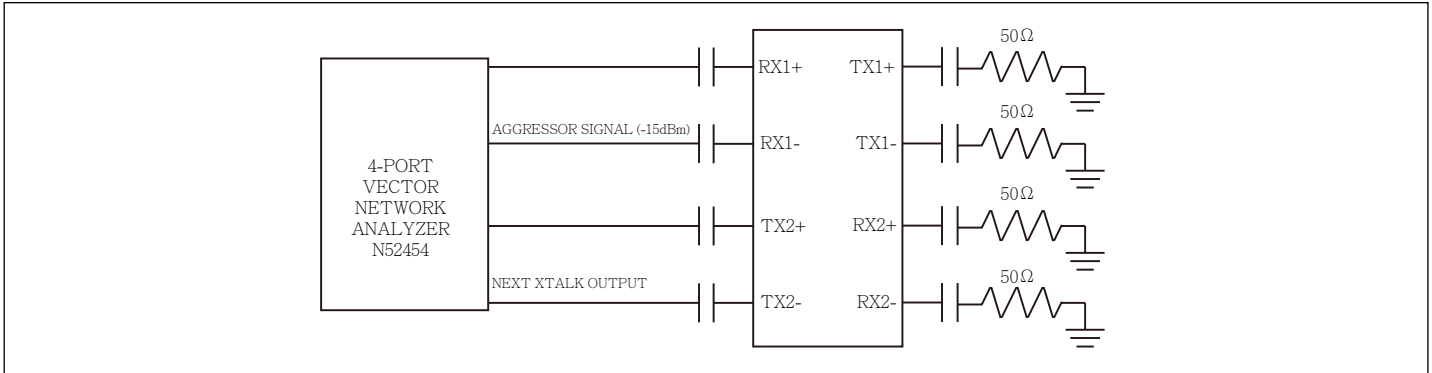 50Ω
RX1+ TX1+
50Ω
AGGRESSOR SIGNAL (-15dBm)
RX1- TX1-
4-PORT
VECTOR
NETWORK
ANALYZER
N52454
50Ω
TX2+ RX2+
50Ω
NEXT XTALK OUTPUT
TX2- RX2-